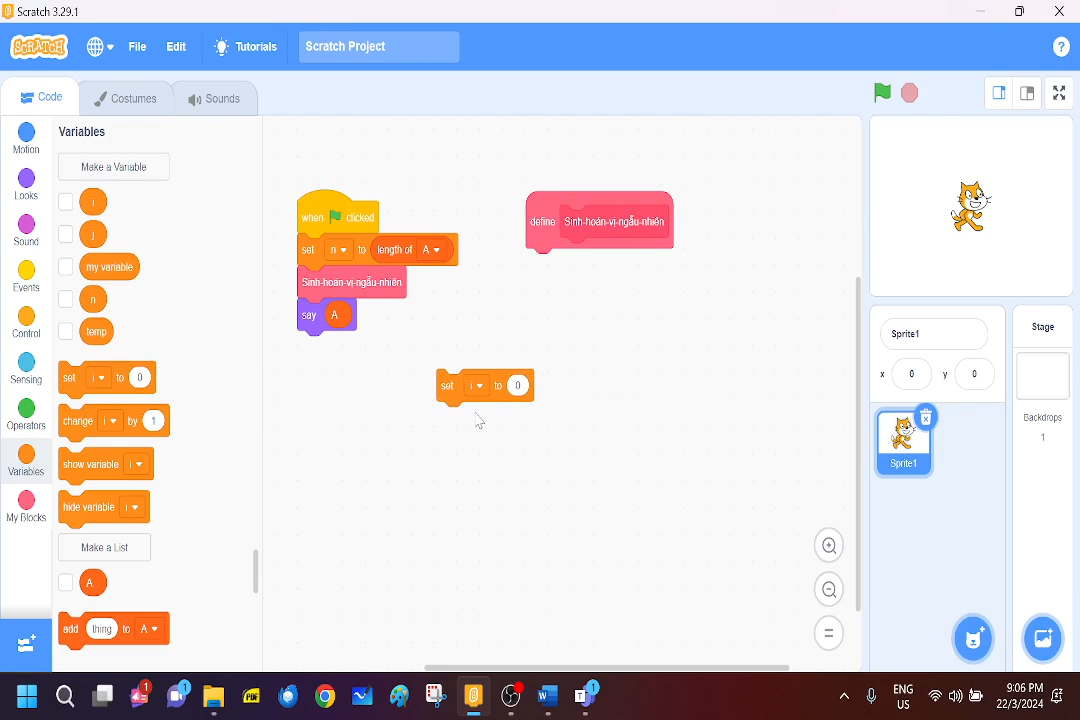 Scratch 3.29.1
SCRATCH File Edit Tutorials Scratch Project ?
Code Costumes Sounds
Motion
Looks
Sound
Events
Control
Sensing
Operators
Variables
My Blocks
Variables
Make a Variable
i
j
my variable
n
temp
set i to 0
change i by 1
show variable i
hide variable i
Make a List
A
add thing to A
when clicked
set n to length of A
Sinh-hoán-vị-ngẫu-nhiên
say A
define Sinh-hoán-vị-ngẫu-nhiên
set i to 0
Sprite1
x 0 y 0
Sprite1
Stage
Backdrops
1
1
PDF
1
W
T
1
ENG
US
9:06 PM
22/3/2024